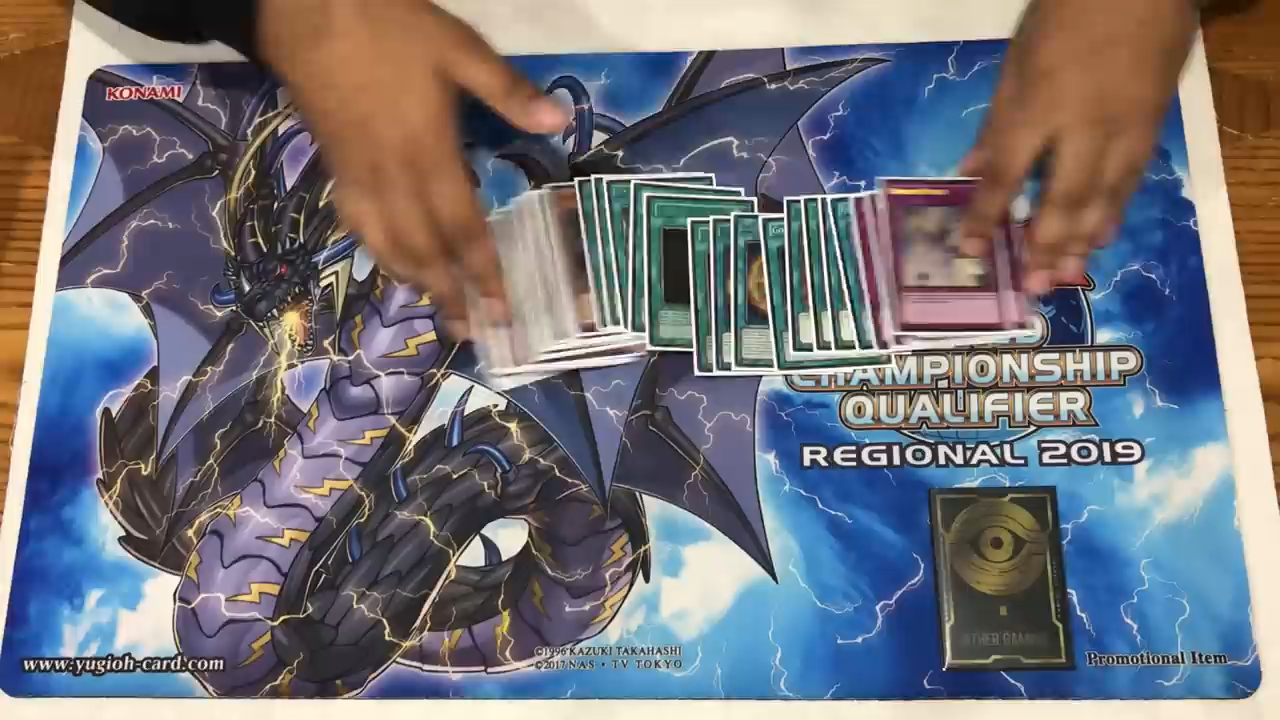 KONAMI
CHAMPIONSHIP
QUALIFIER
REGIONAL 2019
©1996 KAZUKI TAKAHASHI
©2017 NAS • TV TOKYO
www.yugioh-card.com
Promotional Item